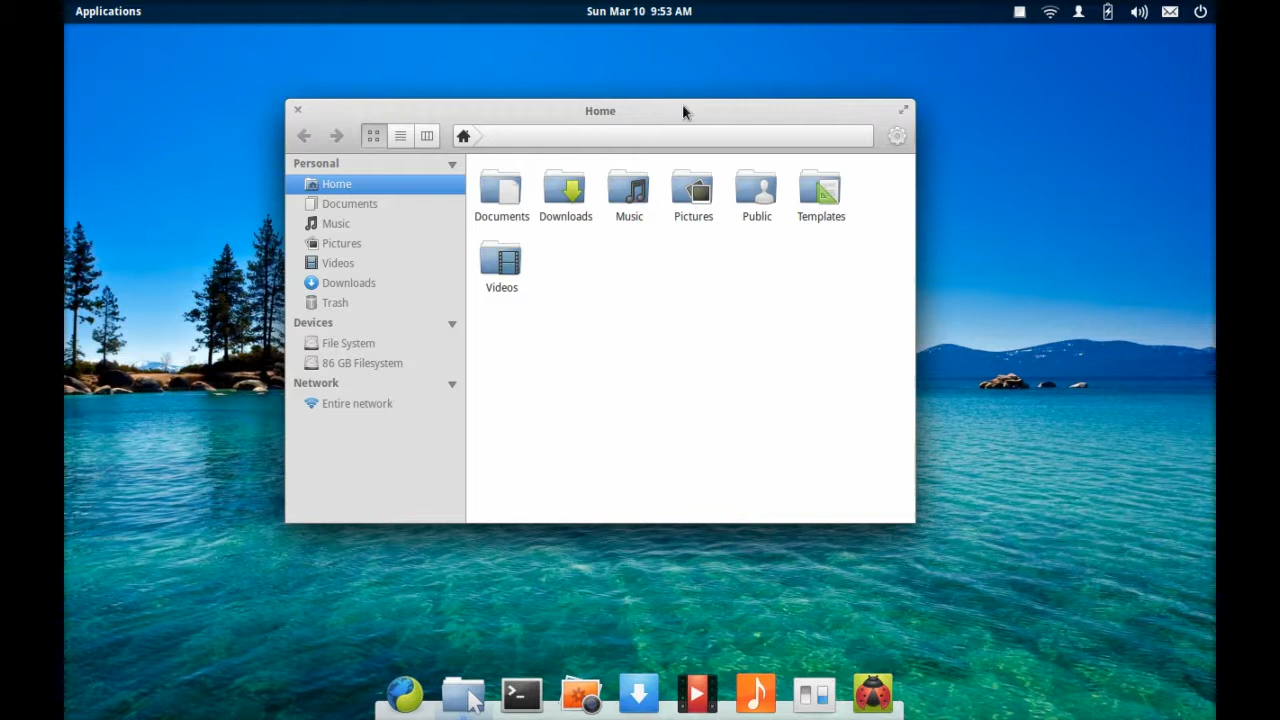 Applications
Sun Mar 10 9:53 AM
Home
Personal
Home
Documents
Music
Pictures
Videos
Downloads
Trash
Devices
File System
86 GB Filesystem
Network
Entire network
Documents
Downloads
Music
Pictures
Public
Templates
Videos